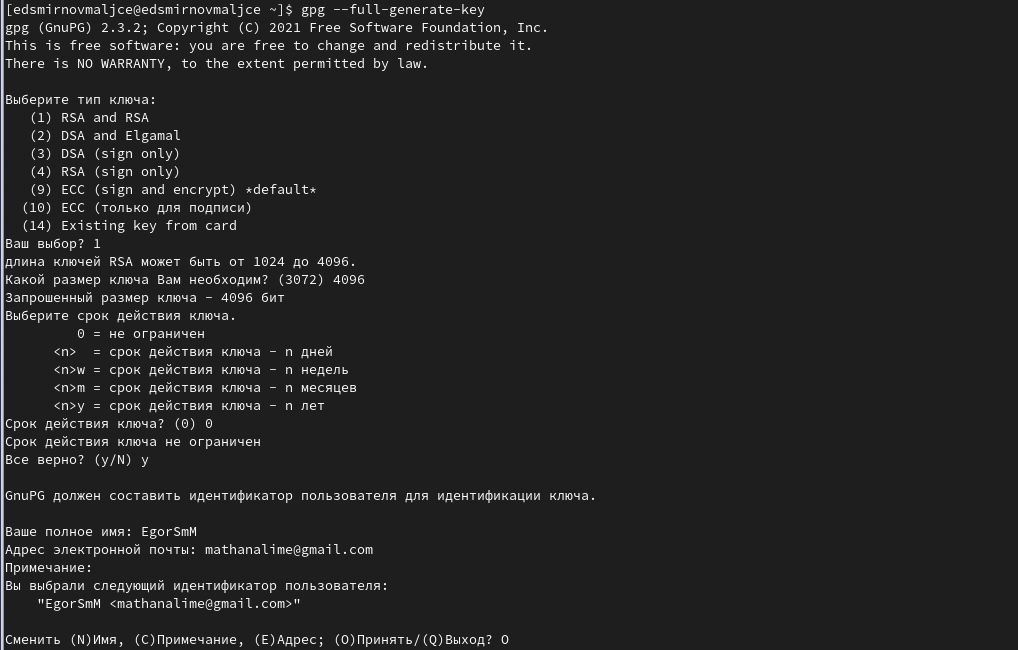 [edsmirnovmaljce@edsmirnovmaljce ~]$ gpg --full-generate-key
gpg (GnuPG) 2.3.2; Copyright (C) 2021 Free Software Foundation, Inc.
This is free software: you are free to change and redistribute it.
There is NO WARRANTY, to the extent permitted by law.

Выберите тип ключа:
   (1) RSA and RSA
   (2) DSA and Elgamal
   (3) DSA (sign only)
   (4) RSA (sign only)
   (9) ECC (sign and encrypt) *default*
  (10) ECC (только для подписи)
  (14) Existing key from card
Ваш выбор? 1
длина ключей RSA может быть от 1024 до 4096.
Какой размер ключа Вам необходим? (3072) 4096
Запрошенный размер ключа - 4096 бит
Выберите срок действия ключа.
         0 = не ограничен
      <n>  = срок действия ключа - n дней
      <n>w = срок действия ключа - n недель
      <n>m = срок действия ключа - n месяцев
      <n>y = срок действия ключа - n лет
Срок действия ключа? (0) 0
Срок действия ключа не ограничен
Все верно? (y/N) y

GnuPG должен составить идентификатор пользователя для идентификации ключа.

Ваше полное имя: EgorSmM
Адрес электронной почты: mathanalime@gmail.com
Примечание:
Вы выбрали следующий идентификатор пользователя:
    "EgorSmM <mathanalime@gmail.com>"

Сменить (N)Имя, (C)Примечание, (E)Адрес; (O)Принять/(Q)Выход? O